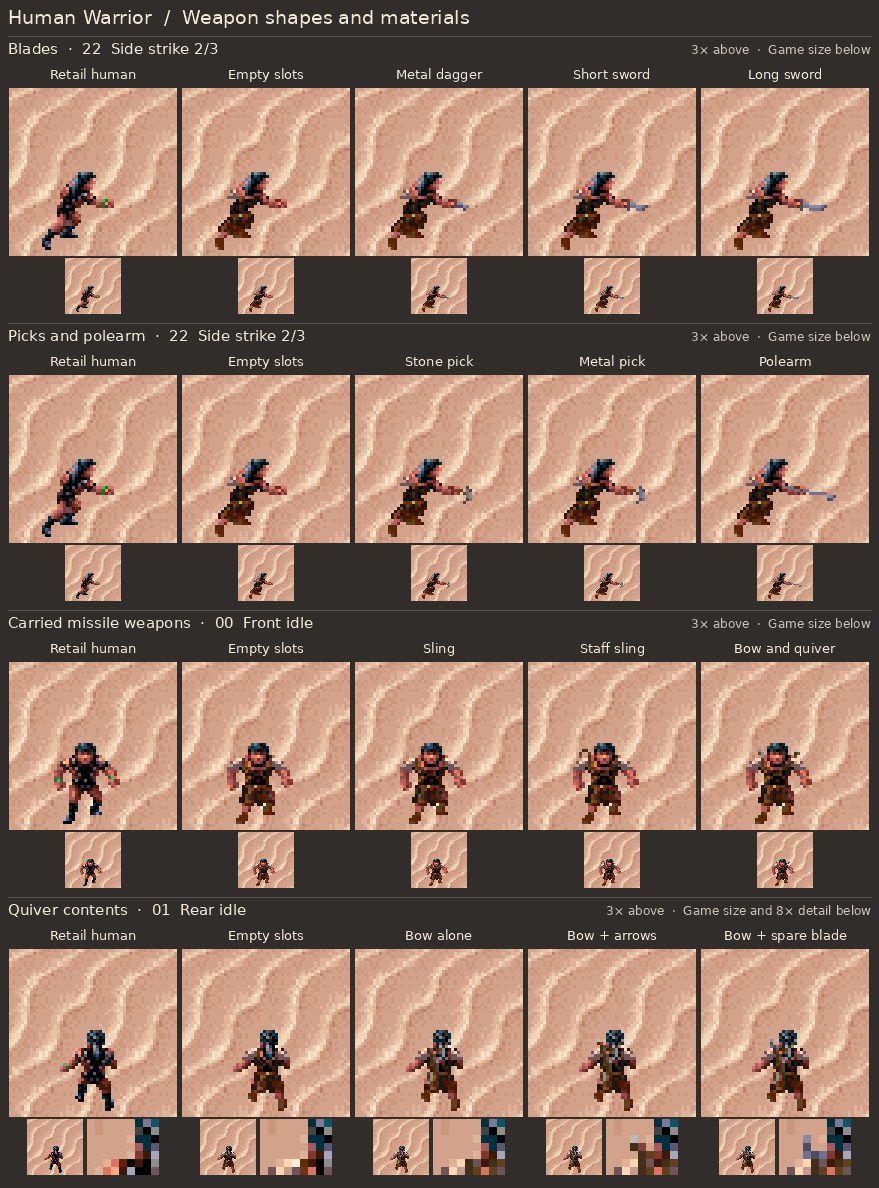 Human Warrior / Weapon shapes and materials
Blades · 22 Side strike 2/3 3× above · Game size below
Retail human Empty slots Metal dagger Short sword Long sword
Picks and polearm · 22 Side strike 2/3 3× above · Game size below
Retail human Empty slots Stone pick Metal pick Polearm
Carried missile weapons · 00 Front idle 3× above · Game size below
Retail human Empty slots Sling Staff sling Bow and quiver
Quiver contents · 01 Rear idle 3× above · Game size and 8× detail below
Retail human Empty slots Bow alone Bow + arrows Bow + spare blade